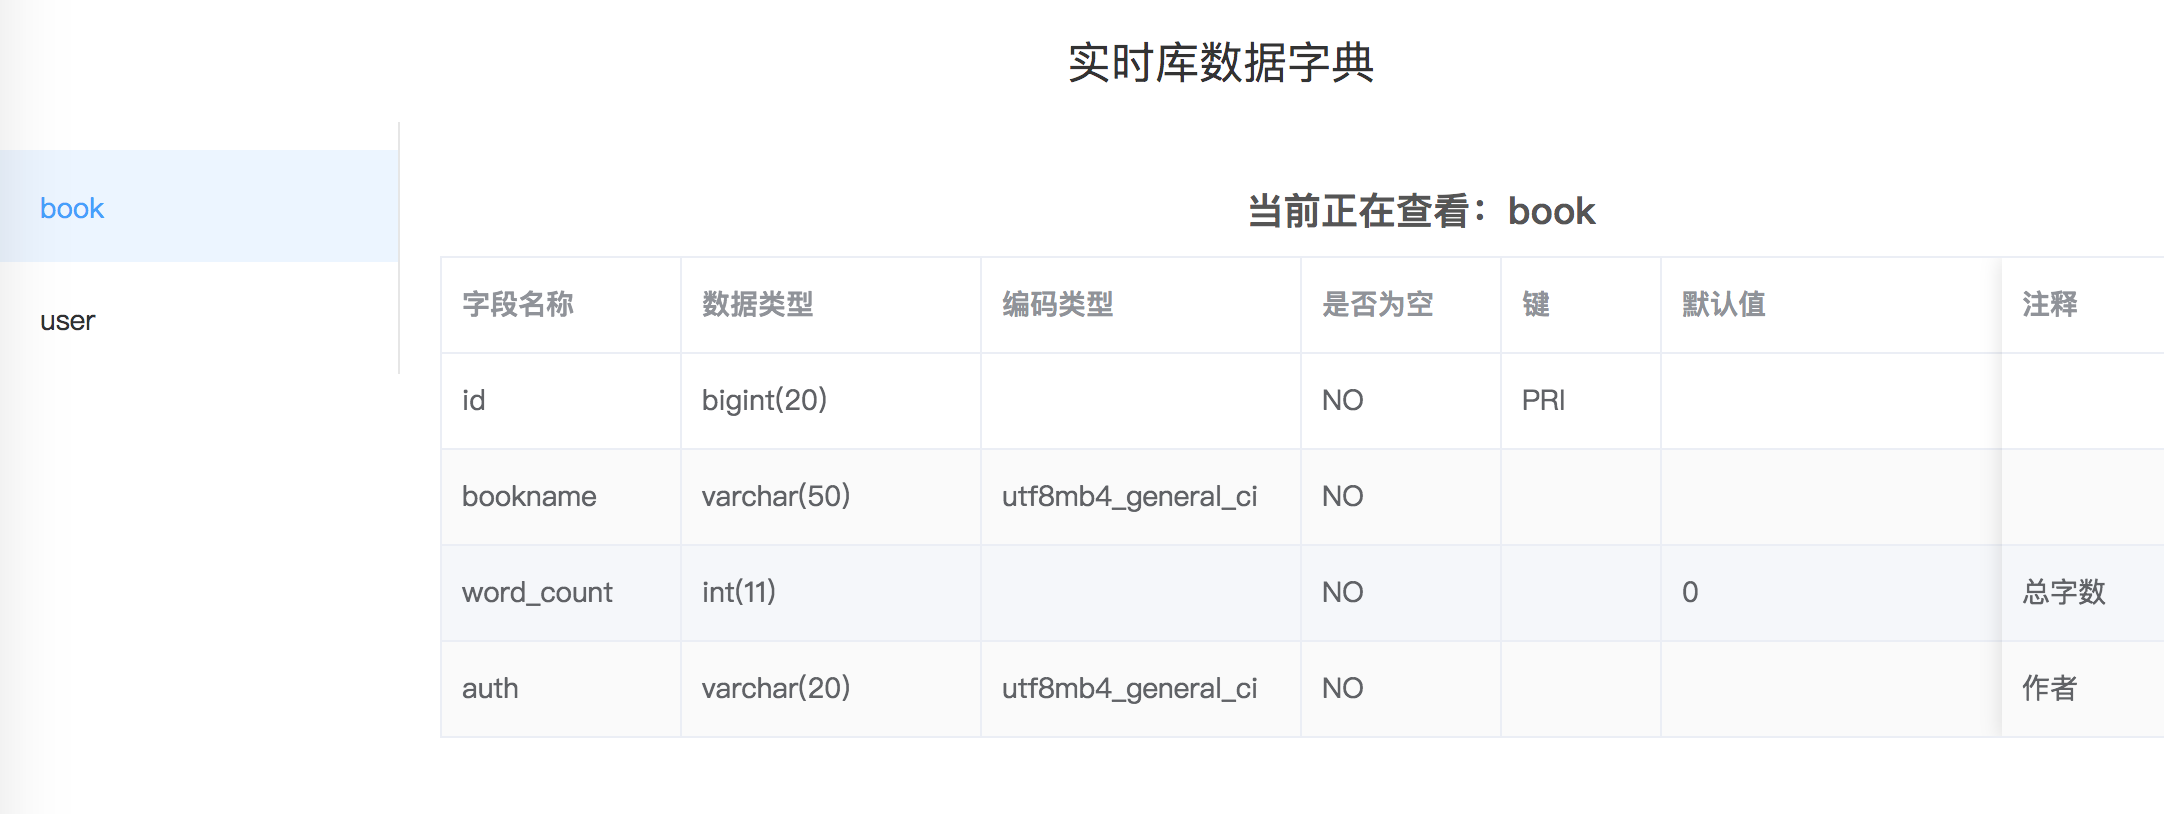 实时库数据字典
book
user
当前正在查看：book
字段名称 数据类型 编码类型 是否为空 键 默认值 注释
id bigint(20) NO PRI
bookname varchar(50) utf8mb4_general_ci NO
word_count int(11) NO 0 总字数
auth varchar(20) utf8mb4_general_ci NO 作者